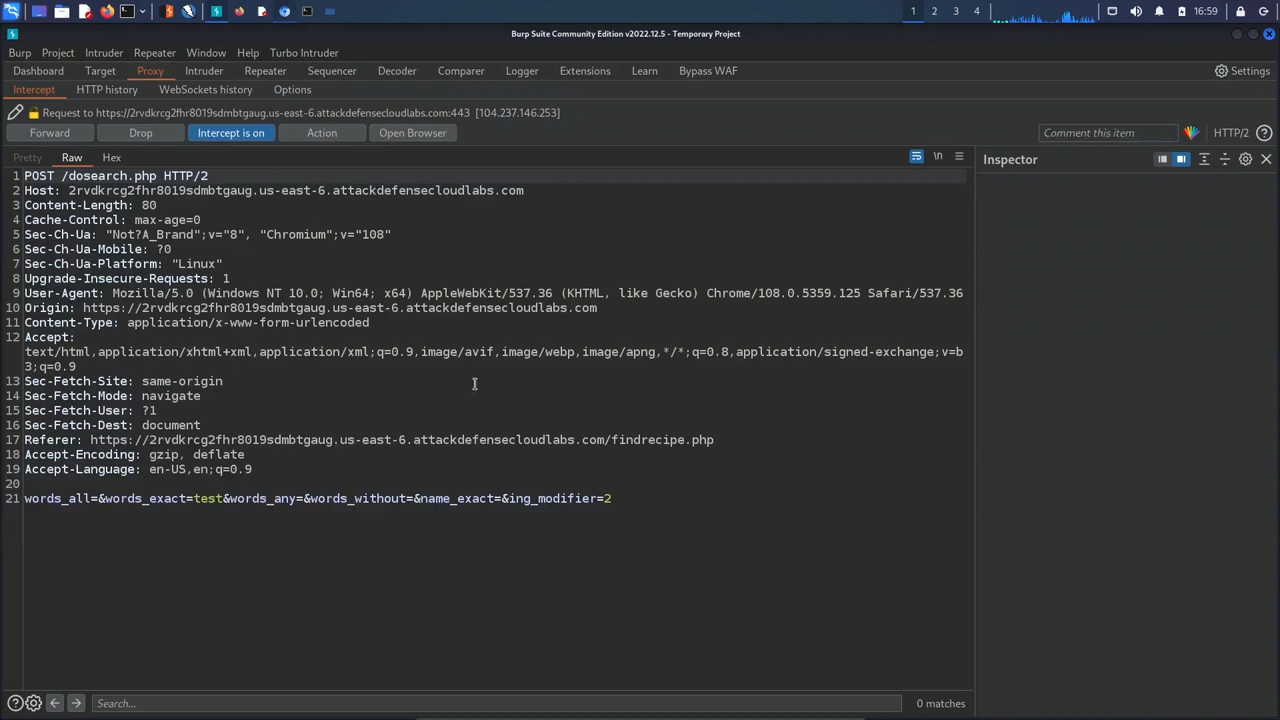 1 2 3 4 16:59
Burp Suite Community Edition v2022.12.5 - Temporary Project
Burp Project Intruder Repeater Window Help Turbo Intruder
Dashboard Target Proxy Intruder Repeater Sequencer Decoder Comparer Logger Extensions Learn Bypass WAF Settings
Intercept HTTP history WebSockets history Options
Request to https://2rvdkrcg2fhr8019sdmbtgaug.us-east-6.attackdefensecloudlabs.com:443 [104.237.146.253]
Forward Drop Intercept is on Action Open Browser Comment this item HTTP/2 ?
Pretty Raw Hex \n Inspector
1 POST /dosearch.php HTTP/2
2 Host: 2rvdkrcg2fhr8019sdmbtgaug.us-east-6.attackdefensecloudlabs.com
3 Content-Length: 80
4 Cache-Control: max-age=0
5 Sec-Ch-Ua: "Not?A_Brand";v="8", "Chromium";v="108"
6 Sec-Ch-Ua-Mobile: ?0
7 Sec-Ch-Ua-Platform: "Linux"
8 Upgrade-Insecure-Requests: 1
9 User-Agent: Mozilla/5.0 (Windows NT 10.0; Win64; x64) AppleWebKit/537.36 (KHTML, like Gecko) Chrome/108.0.5359.125 Safari/537.36
10 Origin: https://2rvdkrcg2fhr8019sdmbtgaug.us-east-6.attackdefensecloudlabs.com
11 Content-Type: application/x-www-form-urlencoded
12 Accept:
text/html,application/xhtml+xml,application/xml;q=0.9,image/avif,image/webp,image/apng,*/*;q=0.8,application/signed-exchange;v=b
3;q=0.9
13 Sec-Fetch-Site: same-origin
14 Sec-Fetch-Mode: navigate
15 Sec-Fetch-User: ?1
16 Sec-Fetch-Dest: document
17 Referer: https://2rvdkrcg2fhr8019sdmbtgaug.us-east-6.attackdefensecloudlabs.com/findrecipe.php
18 Accept-Encoding: gzip, deflate
19 Accept-Language: en-US,en;q=0.9
20
21 words_all=&words_exact=test&words_any=&words_without=&name_exact=&ing_modifier=2
? Search... 0 matches